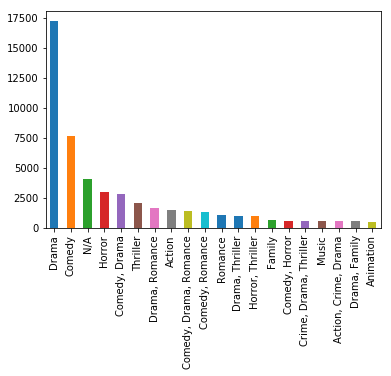 17500
15000
12500
10000
7500
5000
2500
0
Drama
Comedy
N/A
Horror
Comedy, Drama
Thriller
Drama, Romance
Action
Comedy, Drama, Romance
Comedy, Romance
Romance
Drama, Thriller
Horror, Thriller
Family
Comedy, Horror
Crime, Drama, Thriller
Music
Action, Crime, Drama
Drama, Family
Animation